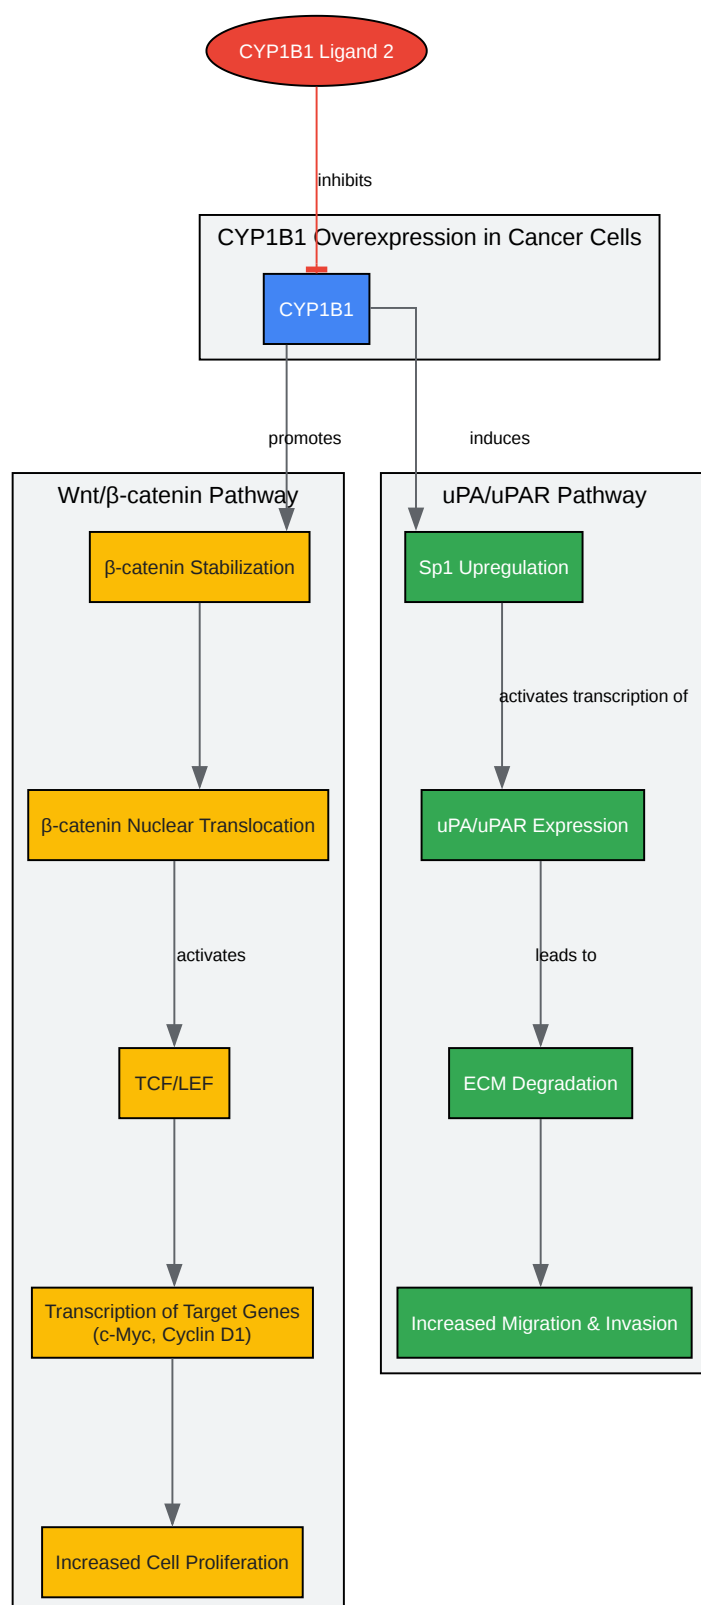 CYP1B1 Ligand 2
inhibits
CYP1B1 Overexpression in Cancer Cells
CYP1B1
promotes
induces
Wnt/β-catenin Pathway
uPA/uPAR Pathway
β-catenin Stabilization
Sp1 Upregulation
activates transcription of
β-catenin Nuclear Translocation
uPA/uPAR Expression
activates
leads to
TCF/LEF
ECM Degradation
Transcription of Target Genes
(c-Myc, Cyclin D1)
Increased Migration & Invasion
Increased Cell Proliferation